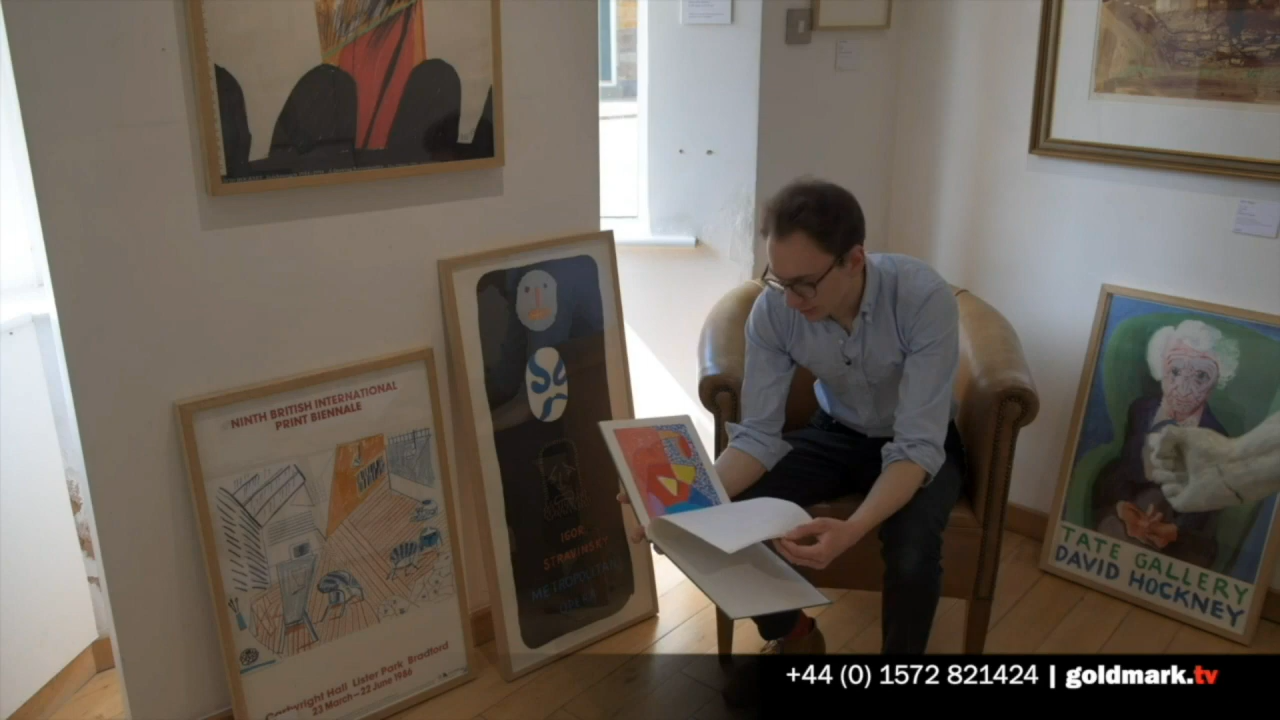 NINTH BRITISH INTERNATIONAL
PRINT BIENNALE
Cartwright Hall Lister Park Bradford
23 March–22 June 1986
IGOR
STRAVINSKY
METROPOLITAN
OPERA
TATE GALLERY
DAVID HOCKNEY
+44 (0) 1572 821424 | goldmark.tv